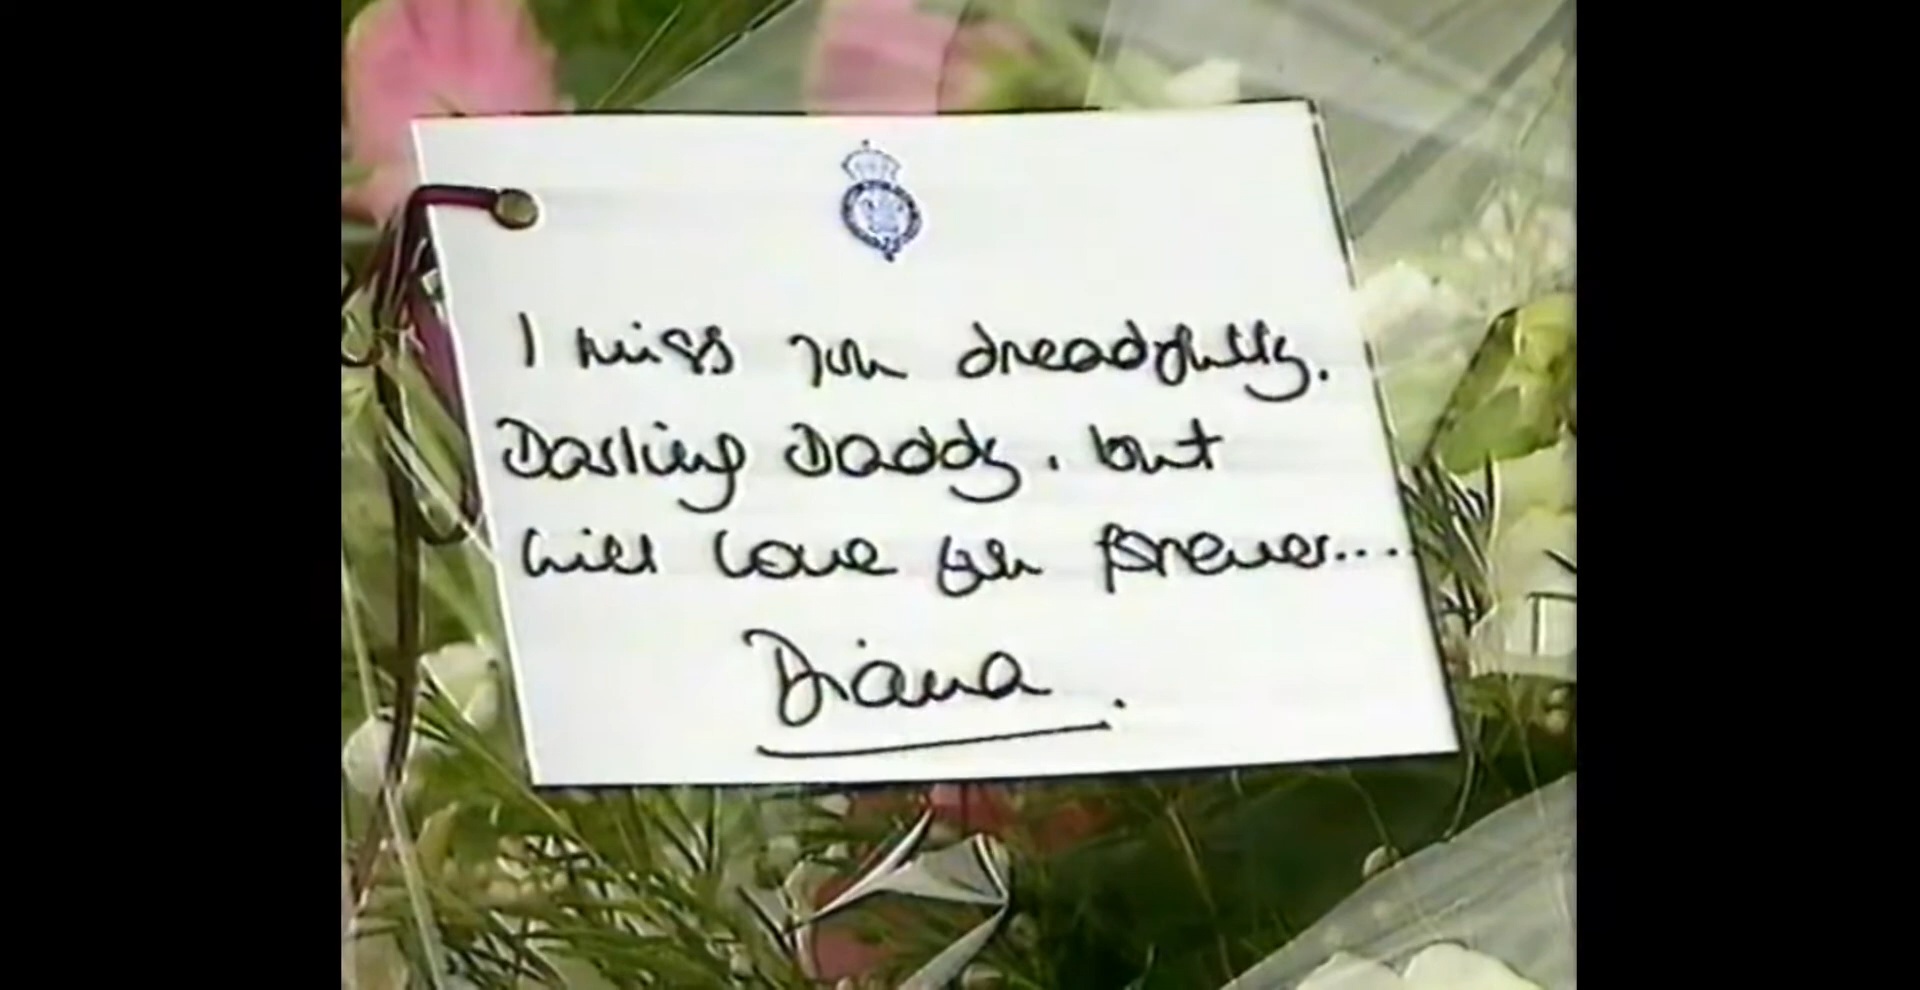 I miss you dreadfully.
Darling Daddy. but
will love you forever....
Diana.